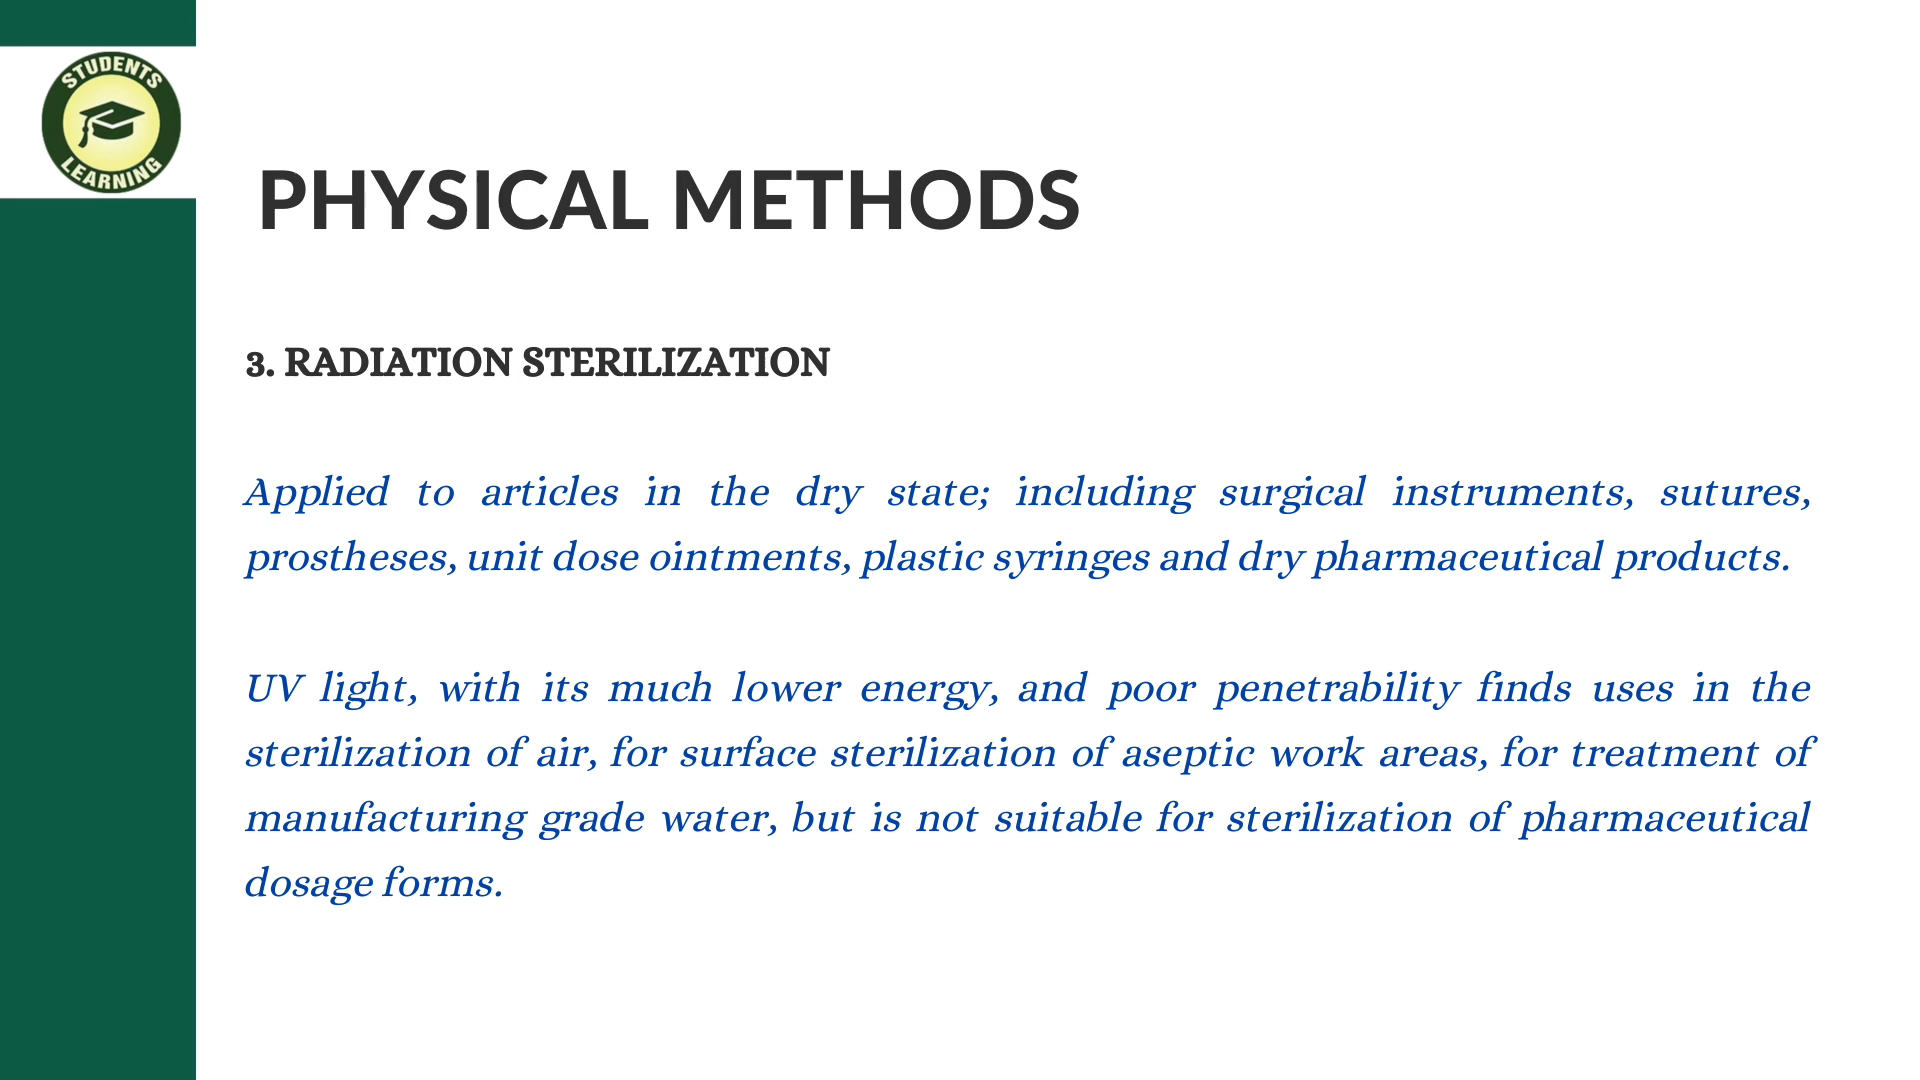 STUDENTS
LEARNING
PHYSICAL METHODS
3. RADIATION STERILIZATION
Applied to articles in the dry state; including surgical instruments, sutures,
prostheses, unit dose ointments, plastic syringes and dry pharmaceutical products.
UV light, with its much lower energy, and poor penetrability finds uses in the
sterilization of air, for surface sterilization of aseptic work areas, for treatment of
manufacturing grade water, but is not suitable for sterilization of pharmaceutical
dosage forms.